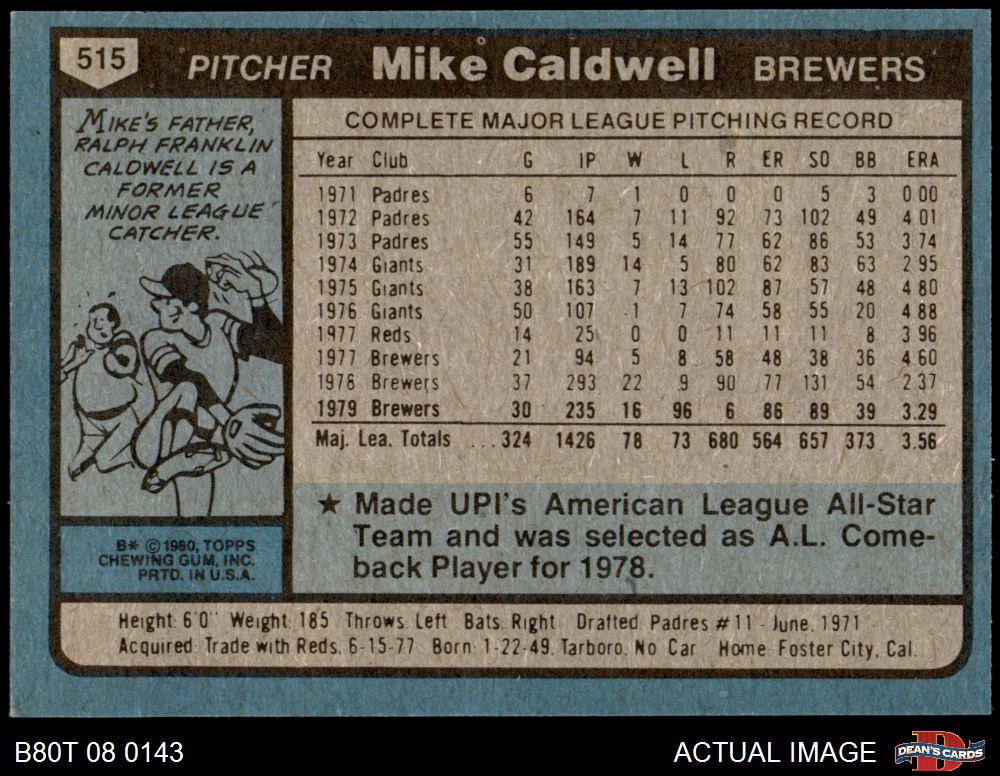 515 PITCHER Mike Caldwell BREWERS
MIKE'S FATHER,
RALPH FRANKLIN
CALDWELL IS A
FORMER
MINOR LEAGUE
CATCHER.
COMPLETE MAJOR LEAGUE PITCHING RECORD
Year Club G IP W L R ER SO BB ERA
1971 Padres 6 7 1 0 0 0 5 3 0.00
1972 Padres 42 164 7 11 92 73 102 49 4.01
1973 Padres 55 149 5 14 77 62 86 53 3.74
1974 Giants 31 189 14 5 80 62 83 63 2.95
1975 Giants 38 163 7 13 102 87 57 48 4.80
1976 Giants 50 107 1 7 74 58 55 20 4.88
1977 Reds 14 25 0 0 11 11 11 8 3.96
1977 Brewers 21 94 5 8 58 48 38 36 4.60
1978 Brewers 37 293 22 9 90 77 131 54 2.37
1979 Brewers 30 235 16 96 6 86 89 39 3.29
Maj. Lea. Totals ... 324 1426 78 73 680 564 657 373 3.56
★ Made UPI's American League All-Star
Team and was selected as A.L. Come-
back Player for 1978.
B* © 1980, TOPPS
CHEWING GUM, INC.
PRTD. IN U.S.A.
Height: 6'0" Weight: 185 Throws Left Bats: Right Drafted: Padres #11 - June, 1971
Acquired: Trade with Reds, 6-15-77 Born: 1-22-49, Tarboro, No Car Home: Foster City, Cal.
B80T 08 0143 ACTUAL IMAGE DEAN'S CARDS